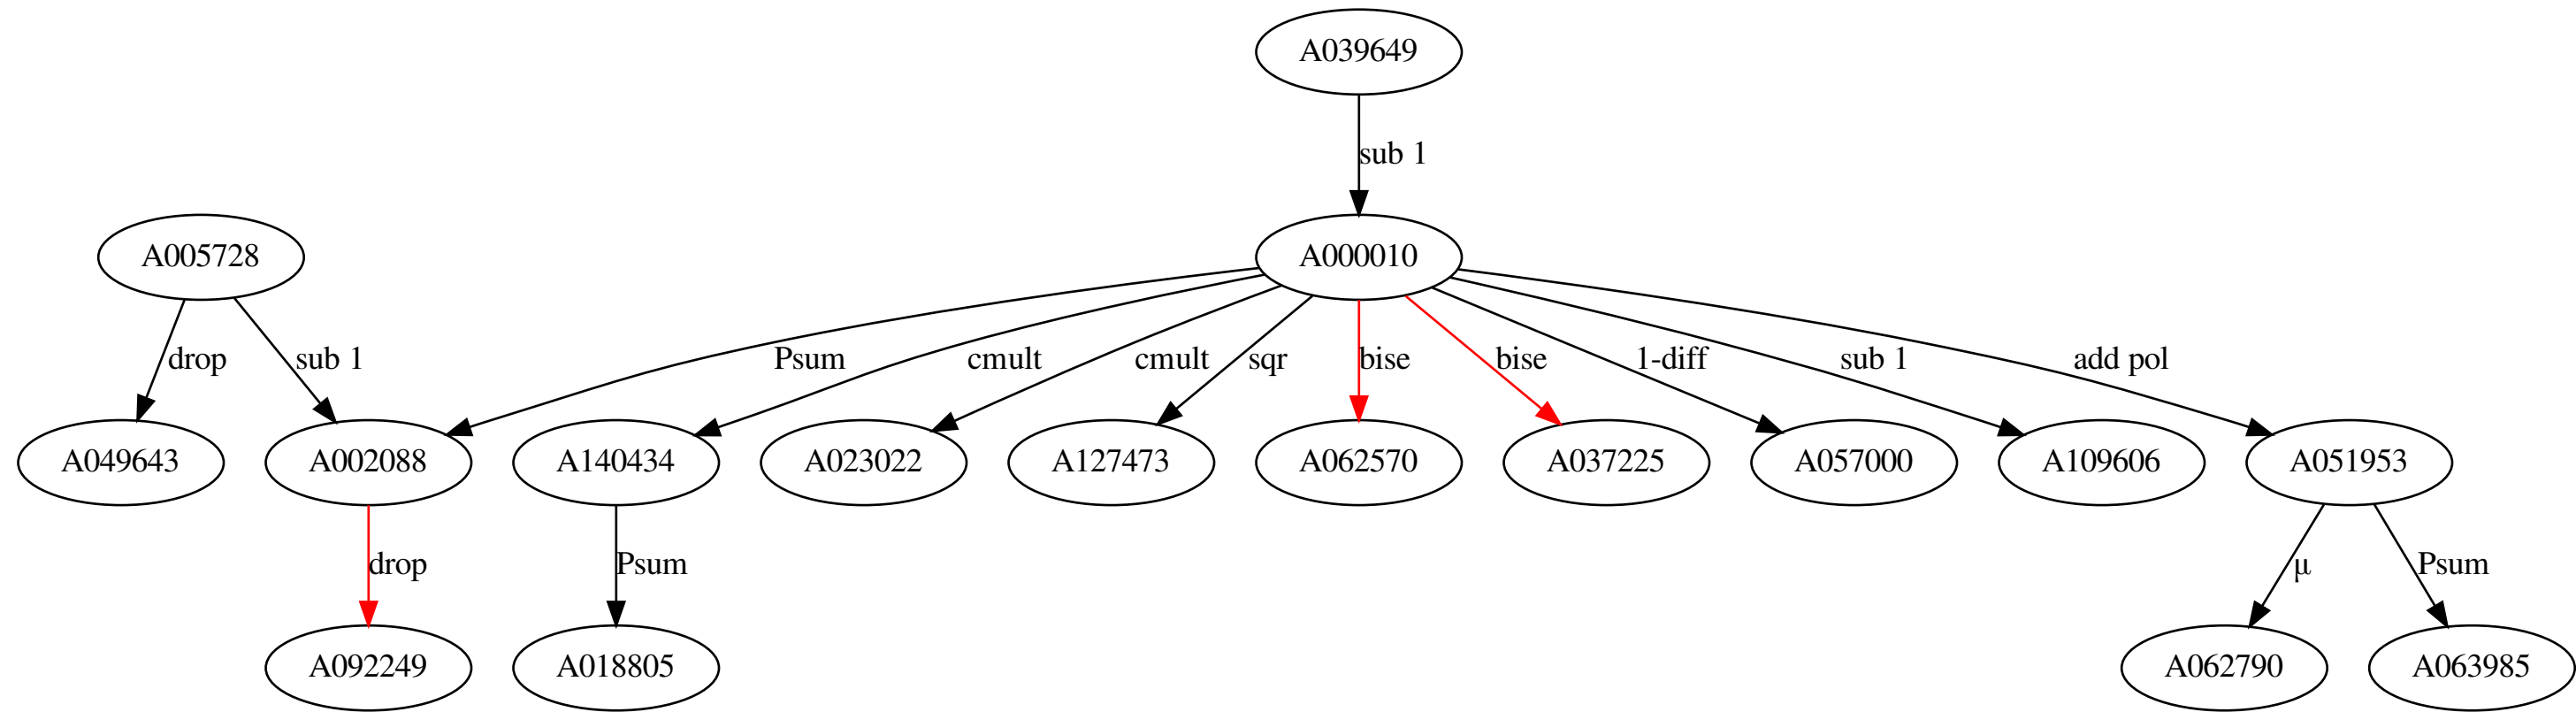 A039649
sub 1
A005728
A000010
drop
sub 1
Psum
cmult
cmult
sqr
bise
bise
1-diff
sub 1
add pol
A049643
A002088
A140434
A023022
A127473
A062570
A037225
A057000
A109606
A051953
drop
Psum
μ
Psum
A092249
A018805
A062790
A063985